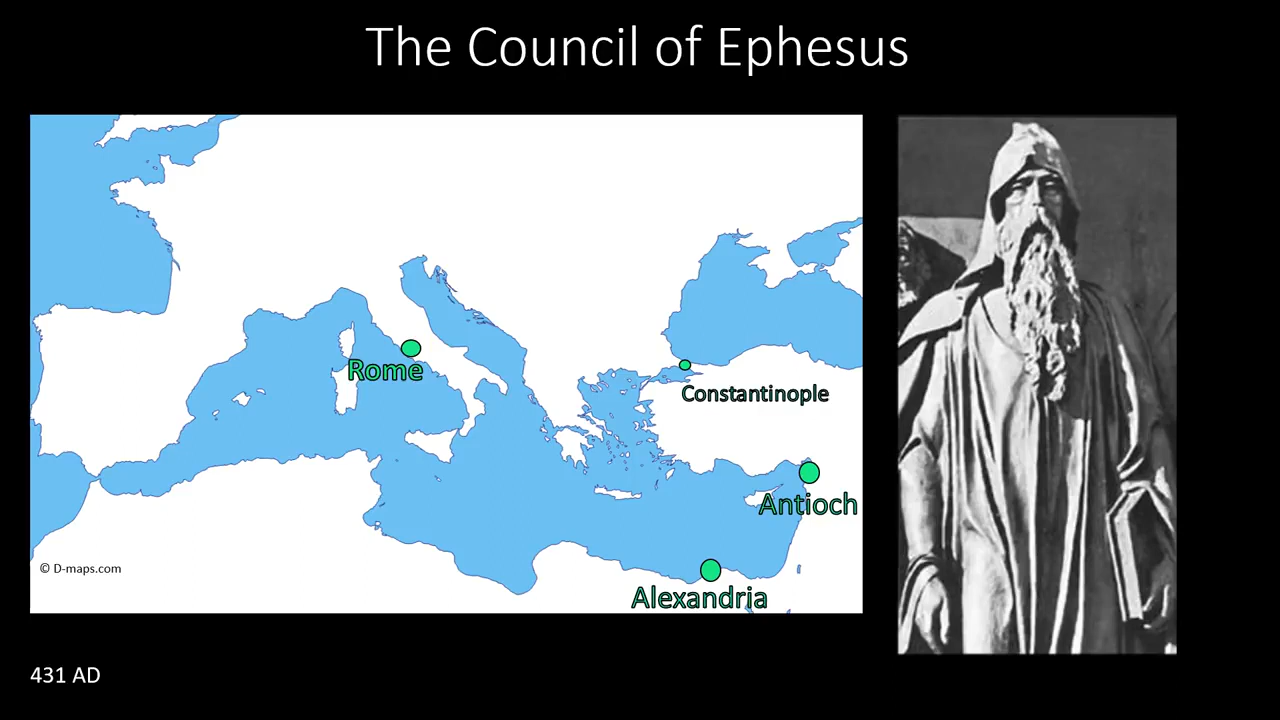 The Council of Ephesus
Rome
Constantinople
Antioch
Alexandria
© D-maps.com
431 AD